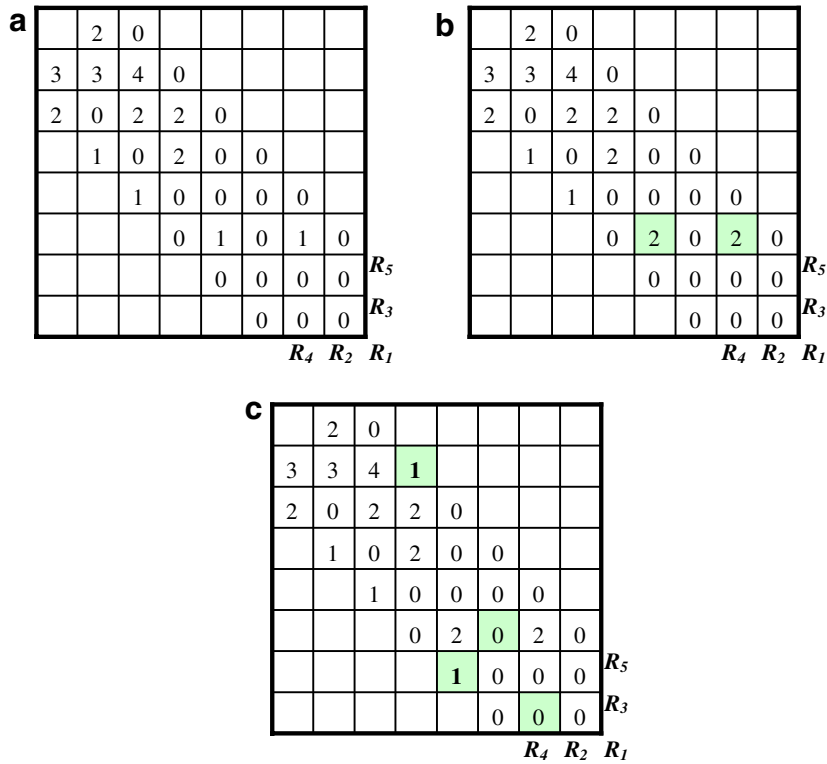 a
2 0
3 3 4 0
2 0 2 2 0
1 0 2 0 0
1 0 0 0 0
0 1 0 1 0
R5
0 0 0 0
R3
0 0 0
R4 R2 R1
b
2 0
3 3 4 0
2 0 2 2 0
1 0 2 0 0
1 0 0 0 0
0 2 0 2 0
R5
0 0 0 0
R3
0 0 0
R4 R2 R1
c
2 0
3 3 4 1
2 0 2 2 0
1 0 2 0 0
1 0 0 0 0
0 2 0 2 0
R5
1 0 0 0
R3
0 0 0
R4 R2 R1